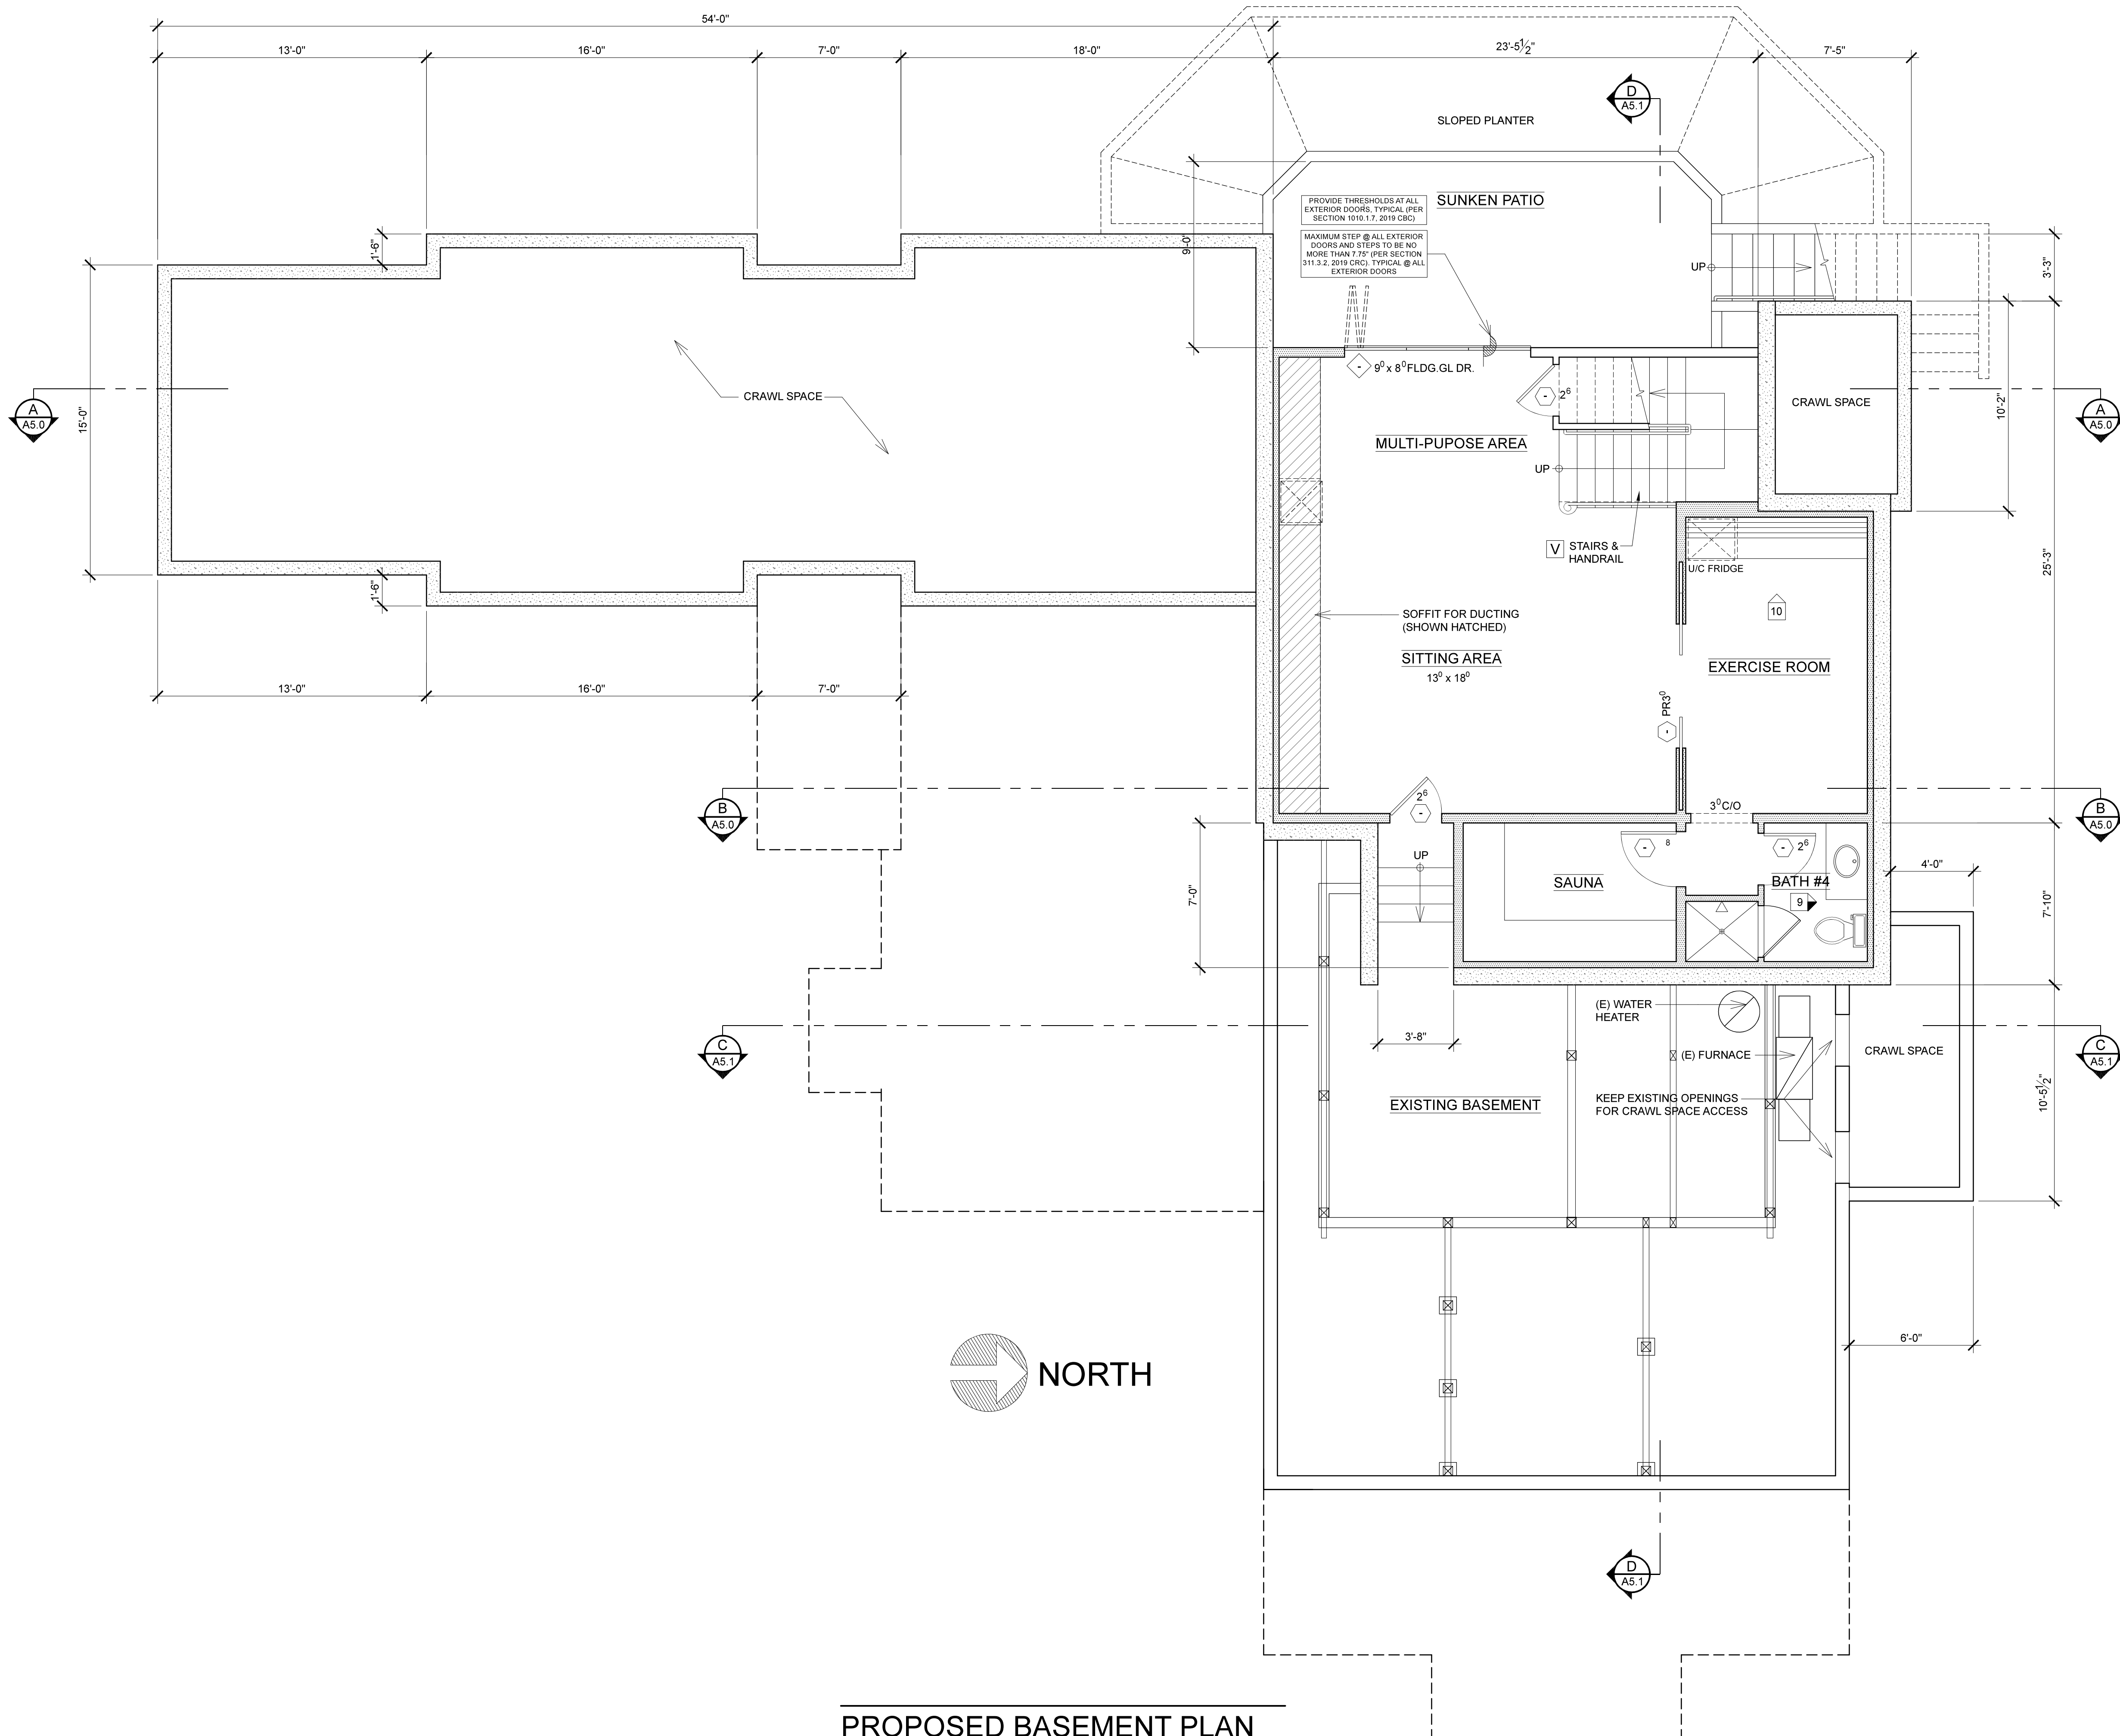 54'-0"
13'-0"
16'-0"
7'-0"
18'-0"
23'-5½"
7'-5"
D
A5.1
SLOPED PLANTER
SUNKEN PATIO
PROVIDE THRESHOLDS AT ALL
EXTERIOR DOORS, TYPICAL (PER
SECTION 1010.1.7, 2019 CBC)
MAXIMUM STEP @ ALL EXTERIOR
DOORS AND STEPS TO BE NO
MORE THAN 7.75" (PER SECTION
311.3.2, 2019 CRC). TYPICAL @ ALL
EXTERIOR DOORS
1'-6"
9'-0"
UP
3'-3"
- 9⁰ x 8⁰ FLDG.GL DR.
- 2⁶
CRAWL SPACE
CRAWL SPACE
10'-2"
A
A5.0
15'-0"
A
A5.0
MULTI-PUPOSE AREA
UP
V STAIRS &
HANDRAIL
U/C FRIDGE
25'-3"
1'-6"
10
SOFFIT FOR DUCTING
(SHOWN HATCHED)
SITTING AREA
13⁰ x 18⁰
EXERCISE ROOM
13'-0"
16'-0"
7'-0"
PR3⁰
-
B
A5.0
2⁶
-
3⁰ C/O
B
A5.0
UP
- 8
- 2⁶
SAUNA
BATH #4
9
4'-0"
7'-0"
7'-10"
(E) WATER
HEATER
3'-8"
C
A5.1
(E) FURNACE
CRAWL SPACE
C
A5.1
EXISTING BASEMENT
KEEP EXISTING OPENINGS
FOR CRAWL SPACE ACCESS
10'-5½"
6'-0"
NORTH
D
A5.1
PROPOSED BASEMENT PLAN